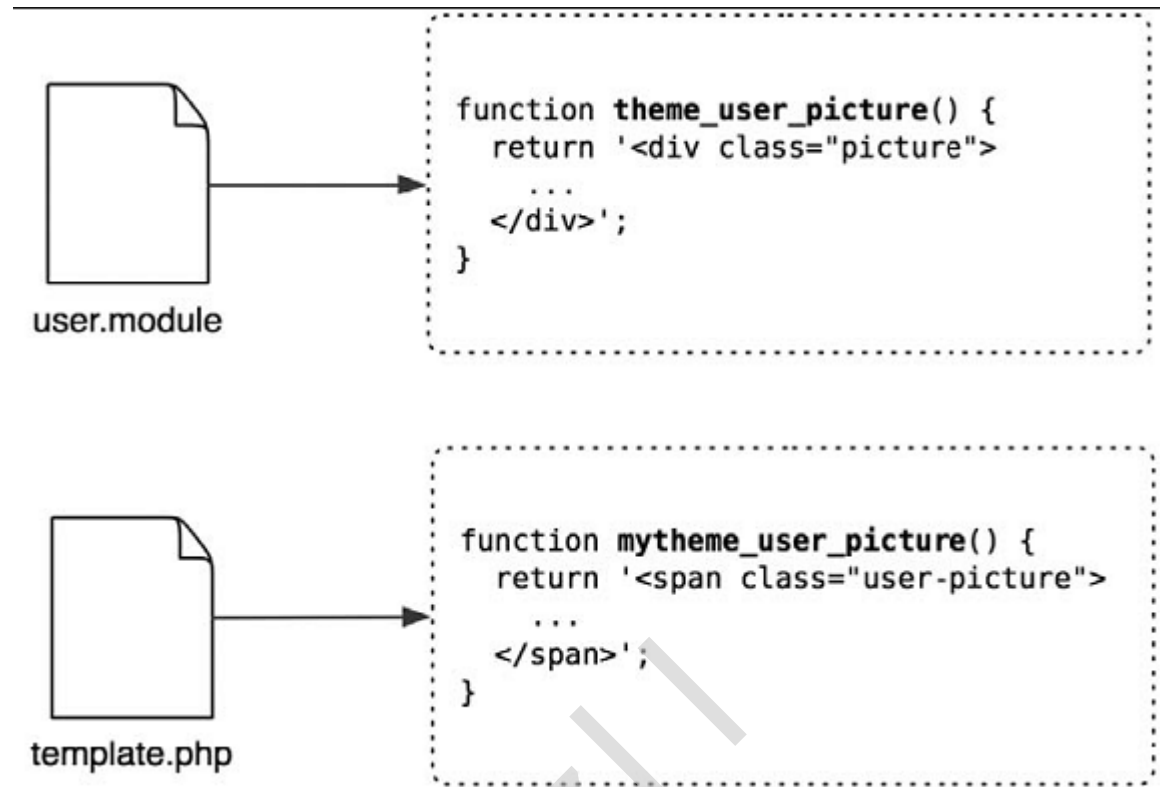 function theme_user_picture() {
return '<div class="picture">
...
</div>';
}
user.module
function mytheme_user_picture() {
return '<span class="user-picture">
...
</span>';
}
template.php